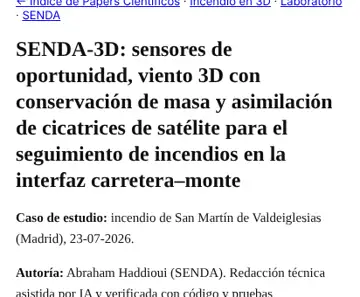 ← Índice de Papers Científicos · Incendio en 3D · Laboratorio
· SENDA
SENDA-3D: sensores de
oportunidad, viento 3D con
conservación de masa y asimilación
de cicatrices de satélite para el
seguimiento de incendios en la
interfaz carretera–monte
Caso de estudio: incendio de San Martín de Valdeiglesias
(Madrid), 23-07-2026.
Autoría: Abraham Haddioui (SENDA). Redacción técnica
asistida por IA y verificada con código y pruebas